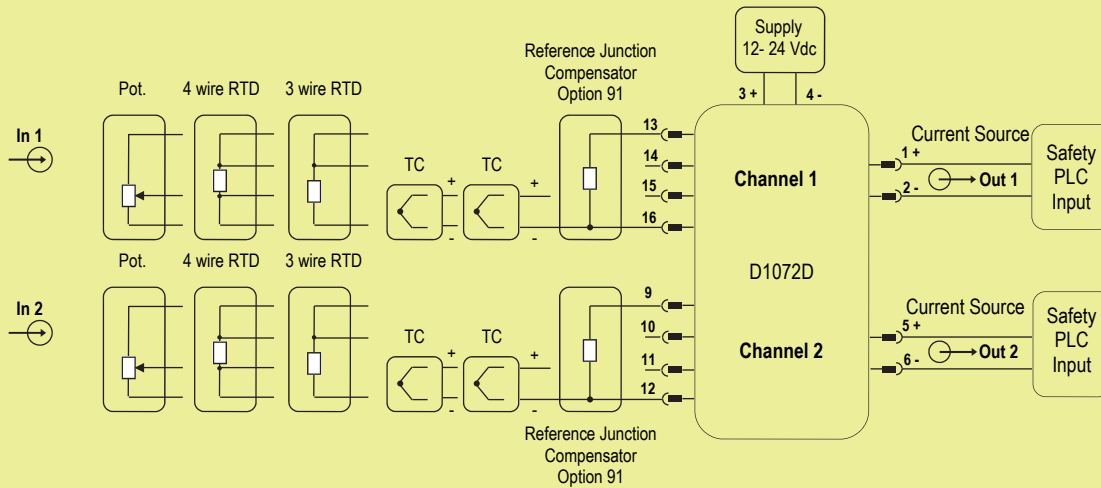 Supply
12- 24 Vdc
3 + 4 -
Reference Junction
Compensator
Option 91
Pot. 4 wire RTD 3 wire RTD
In 1
TC TC
+ +
- -
13
14
15
16
Channel 1
1 +
2 -
Current Source
Out 1
Safety
PLC
Input
D1072D
Pot. 4 wire RTD 3 wire RTD
In 2
TC TC
+ +
- -
9
10
11
12
Channel 2
5 +
6 -
Current Source
Out 2
Safety
PLC
Input
Reference Junction
Compensator
Option 91